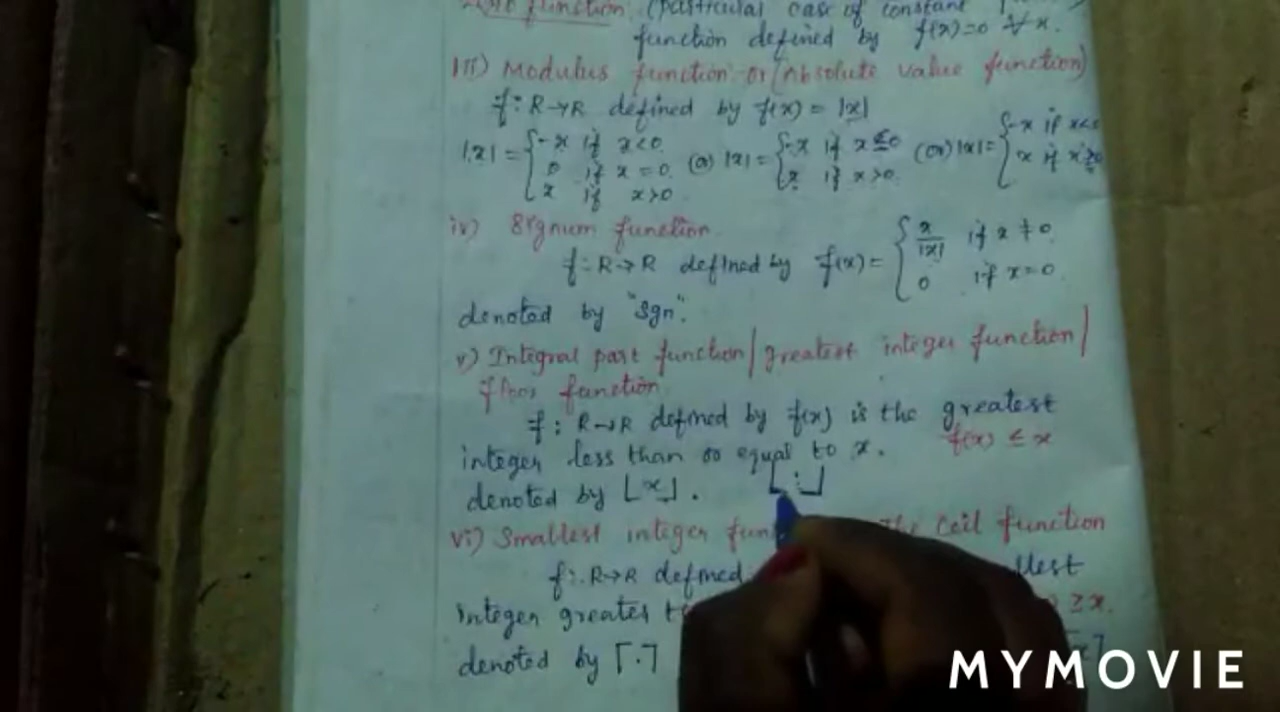 function (particular case of constant
function defined by f(x)=0 ∀ x.
iii) Modulus function or (Absolute value function)
f: R→R defined by f(x) = |x|
|x| = { -x if x<0, 0 if x=0, x if x>0 (or) |x| = { -x if x≤0, x if x>0 (or) |x| = { -x if x<0, x if x≥0
iv) Signum function
f: R→R defined by f(x) = { x/|x| if x≠0, 0 if x=0
denoted by "Sgn".
v) Integral part function/greatest integer function/
floor function
f: R→R defined by f(x) is the greatest
integer less than or equal to x. f(x) ≤ x
denoted by ⌊x⌋. ⌊.⌋
vi) Smallest integer the Ceil function
f: R→R defined
integer greates ≥x.
denoted by ⌈.⌉
MYMOVIE